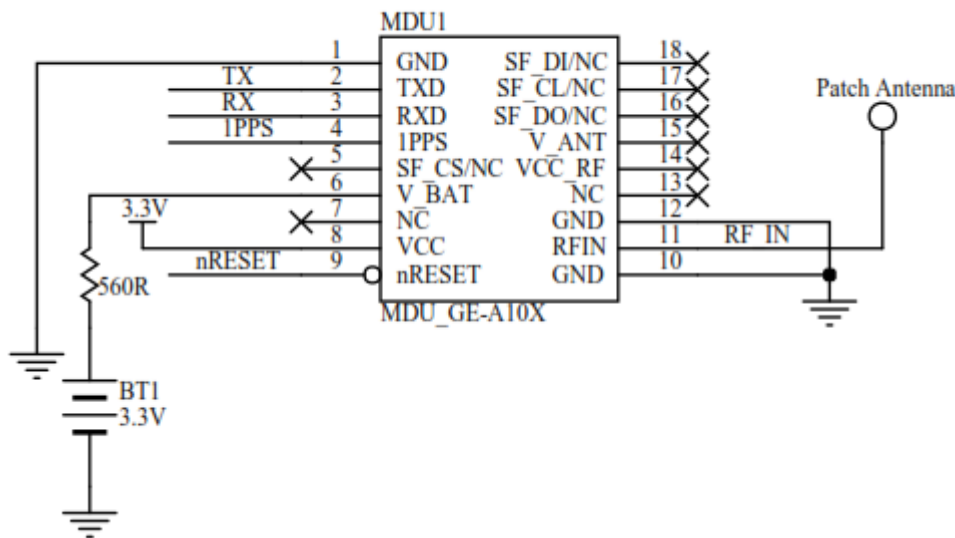 MDU1
1 GND SF_DI/NC 18
TX 2 TXD SF_CL/NC 17
RX 3 RXD SF_DO/NC 16
1PPS 4 1PPS V_ANT 15
5 SF_CS/NC VCC_RF 14
6 V_BAT NC 13
3.3V 7 NC GND 12
8 VCC RFIN 11 RF_IN
nRESET 9 nRESET GND 10
MDU_GE-A10X
Patch Antenna
560R
BT1
3.3V